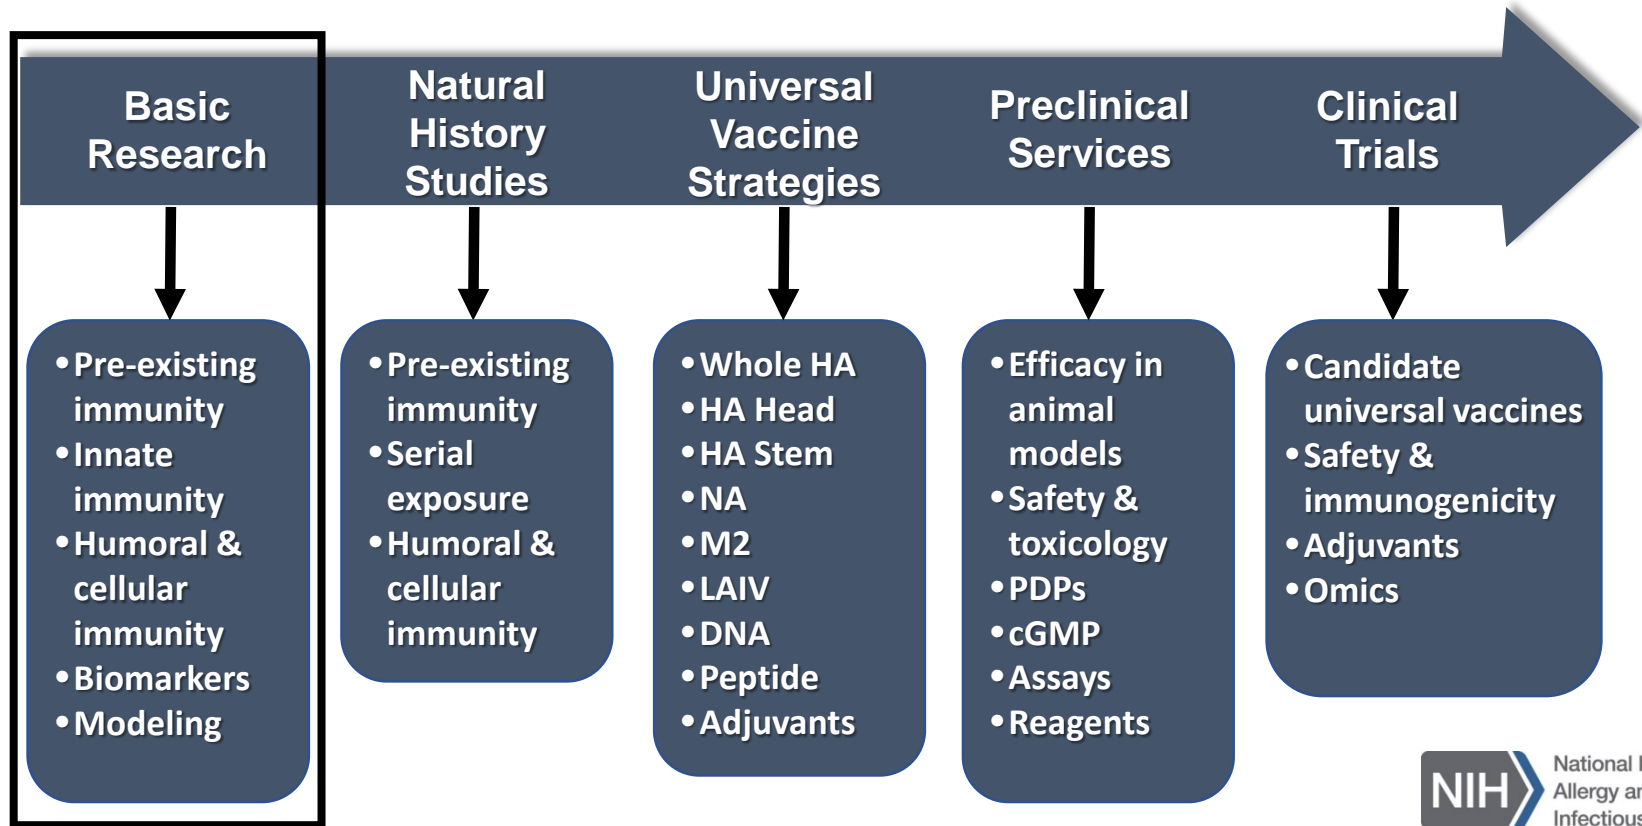 Basic
Research
Natural
History
Studies
Universal
Vaccine
Strategies
Preclinical
Services
Clinical
Trials
•Pre-existing
immunity
•Innate
immunity
•Humoral &
cellular
immunity
•Biomarkers
•Modeling
•Pre-existing
immunity
•Serial
exposure
•Humoral &
cellular
immunity
•Whole HA
•HA Head
•HA Stem
•NA
•M2
•LAIV
•DNA
•Peptide
•Adjuvants
•Efficacy in
animal
models
•Safety &
toxicology
•PDPs
•cGMP
•Assays
•Reagents
•Candidate
universal vaccines
•Safety &
immunogenicity
•Adjuvants
•Omics
NIH
National
Allergy
Infectious